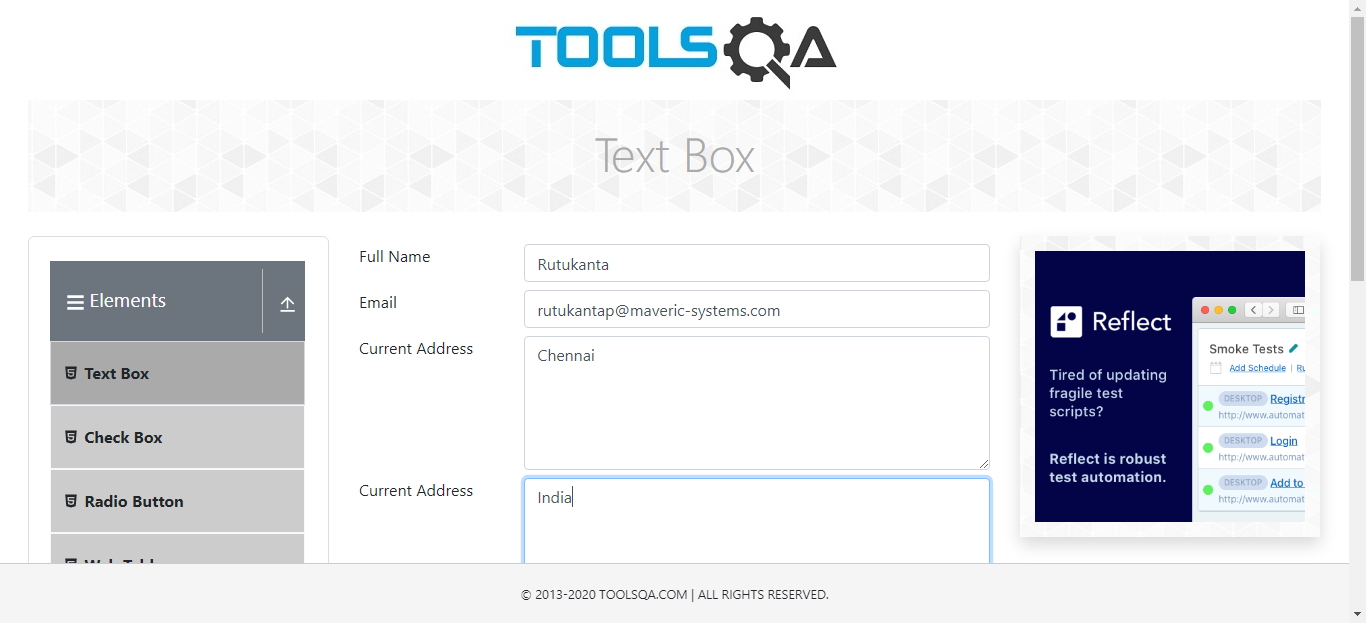 TOOLSQA
Text Box
Elements
Text Box
Check Box
Radio Button
Full Name
Rutukanta
Email
rutukantap@maveric-systems.com
Current Address
Chennai
Current Address
India
Reflect
Tired of updating
fragile test
scripts?
Reflect is robust
test automation.
Smoke Tests
Add Schedule |
DESKTOP
http://www.automat
DESKTOP Login
http://www.automat
DESKTOP Add to
http://www.automat
© 2013-2020 TOOLSQA.COM | ALL RIGHTS RESERVED.